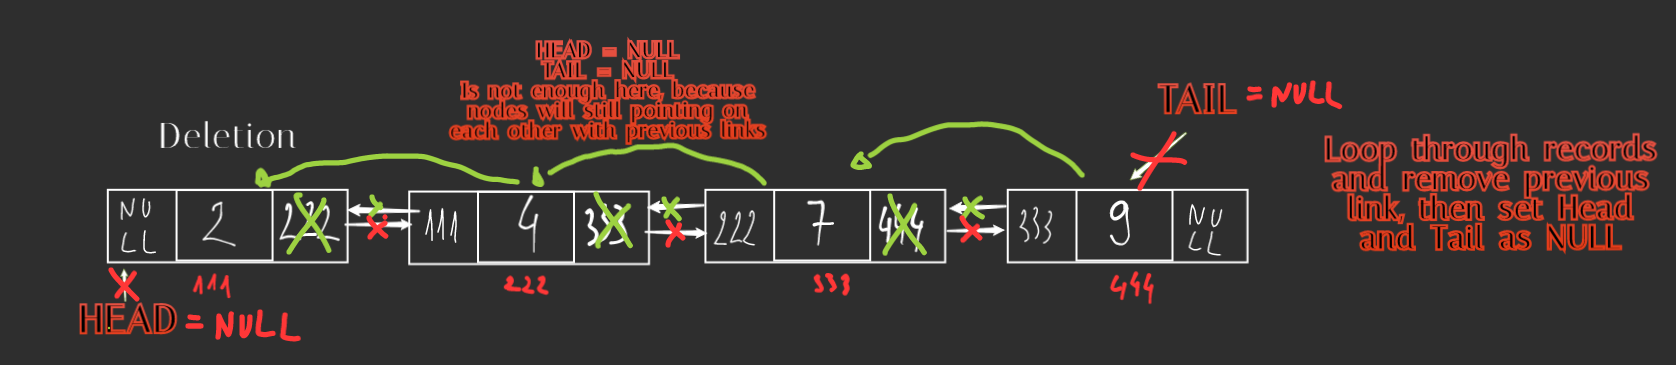 HEAD = NULL
TAIL = NULL
Is not enough here, because
nodes will still pointing on
each other with previous links
TAIL = NULL
Deletion
Loop through records
and remove previous
link, then set Head
and Tail as NULL
NU
LL
2
222
111
4
333
222
7
444
333
9
NU
LL
111
222
333
444
HEAD = NULL